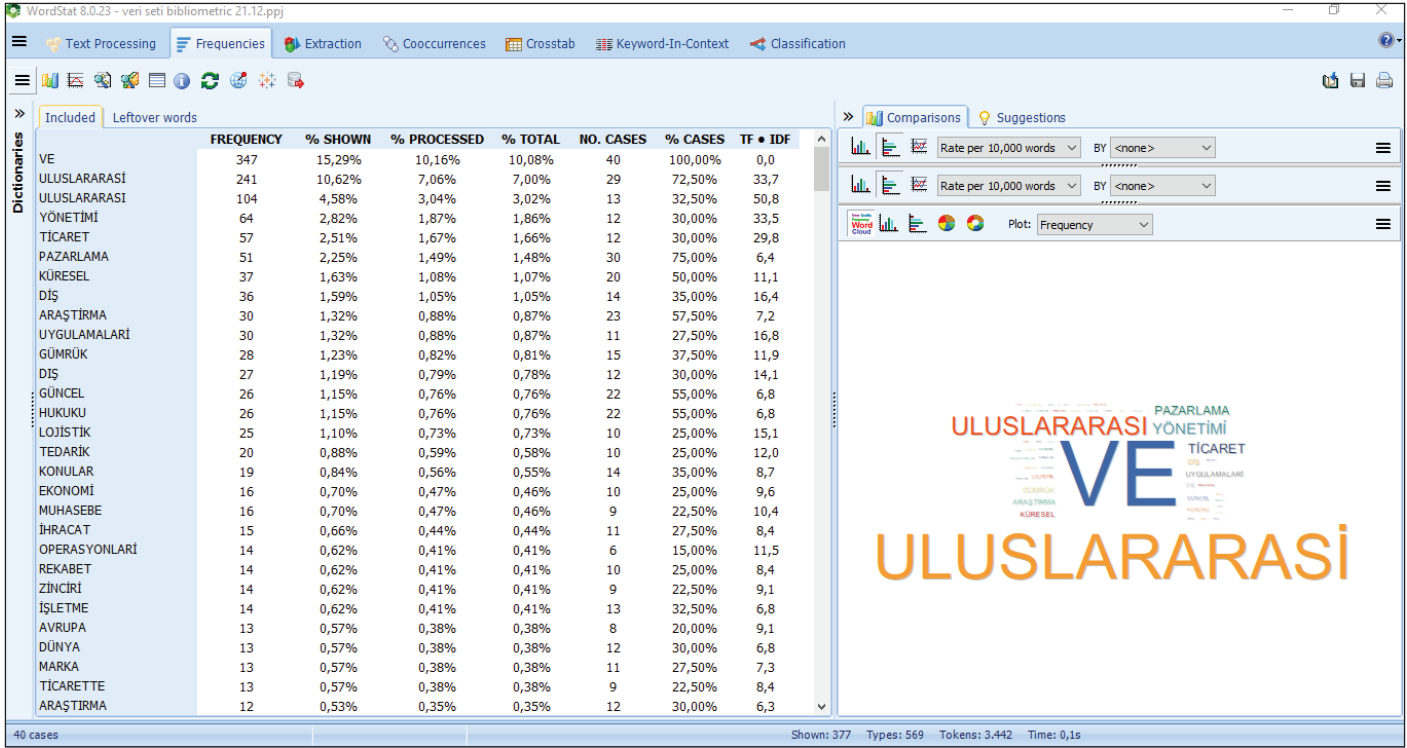 WordStat 8.0.23 - veri seti bibliometric 21.12.ppj
Text Processing Frequencies Extraction Cooccurrences Crosstab Keyword-In-Context Classification
Included Leftover words
Dictionaries
FREQUENCY % SHOWN % PROCESSED % TOTAL NO. CASES % CASES TF • IDF
VE 347 15,29% 10,16% 10,08% 40 100,00% 0,0
ULUSLARARASİ 241 10,62% 7,06% 7,00% 29 72,50% 33,7
ULUSLARARASI 104 4,58% 3,04% 3,02% 13 32,50% 50,8
YÖNETİMİ 64 2,82% 1,87% 1,86% 12 30,00% 33,5
TİCARET 57 2,51% 1,67% 1,66% 12 30,00% 29,8
PAZARLAMA 51 2,25% 1,49% 1,48% 30 75,00% 6,4
KÜRESEL 37 1,63% 1,08% 1,07% 20 50,00% 11,1
DİŞ 36 1,59% 1,05% 1,05% 14 35,00% 16,4
ARAŞTİRMA 30 1,32% 0,88% 0,87% 23 57,50% 7,2
UYGULAMALARİ 30 1,32% 0,88% 0,87% 11 27,50% 16,8
GÜMRÜK 28 1,23% 0,82% 0,81% 15 37,50% 11,9
DIŞ 27 1,19% 0,79% 0,78% 12 30,00% 14,1
GÜNCEL 26 1,15% 0,76% 0,76% 22 55,00% 6,8
HUKUKU 26 1,15% 0,76% 0,76% 22 55,00% 6,8
LOJİSTİK 25 1,10% 0,73% 0,73% 10 25,00% 15,1
TEDARİK 20 0,88% 0,59% 0,58% 10 25,00% 12,0
KONULAR 19 0,84% 0,56% 0,55% 14 35,00% 8,7
EKONOMİ 16 0,70% 0,47% 0,46% 10 25,00% 9,6
MUHASEBE 16 0,70% 0,47% 0,46% 9 22,50% 10,4
İHRACAT 15 0,66% 0,44% 0,44% 11 27,50% 8,4
OPERASYONLARİ 14 0,62% 0,41% 0,41% 6 15,00% 11,5
REKABET 14 0,62% 0,41% 0,41% 10 25,00% 8,4
ZİNCİRİ 14 0,62% 0,41% 0,41% 9 22,50% 9,1
İŞLETME 14 0,62% 0,41% 0,41% 13 32,50% 6,8
AVRUPA 13 0,57% 0,38% 0,38% 8 20,00% 9,1
DÜNYA 13 0,57% 0,38% 0,38% 12 30,00% 6,8
MARKA 13 0,57% 0,38% 0,38% 11 27,50% 7,3
TİCARETTE 13 0,57% 0,38% 0,38% 9 22,50% 8,4
ARAŞTIRMA 12 0,53% 0,35% 0,35% 12 30,00% 6,3
Comparisons Suggestions
Rate per 10,000 words BY <none>
Rate per 10,000 words BY <none>
Word Cloud Plot: Frequency
PAZARLAMA
ULUSLARARASI YÖNETİMİ
VE
TİCARET
DİŞ
LOJİSTİK
UYGULAMALARİ
GÜMRÜK
DIŞ
ARAŞTİRMA
GÜNCEL
KÜRESEL
HUKUKU
ULUSLARARASİ
40 cases Shown: 377 Types: 569 Tokens: 3.442 Time: 0,1s